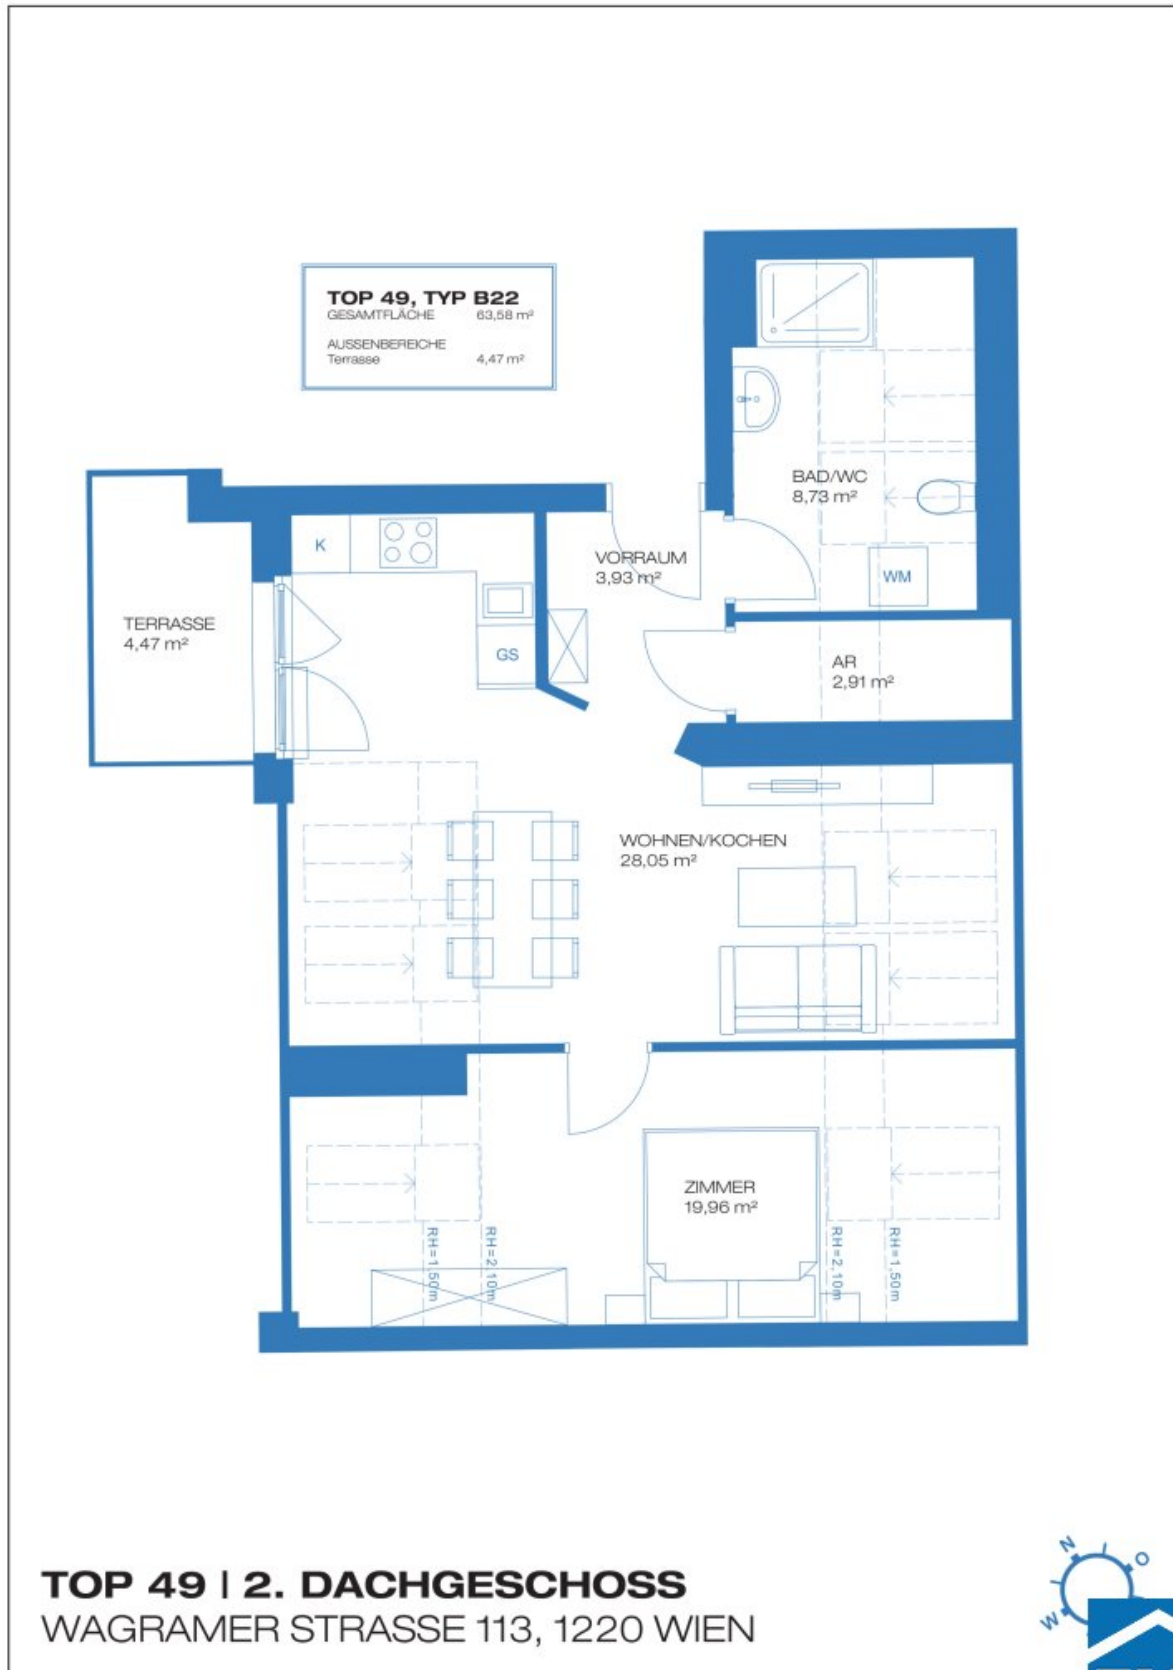 TOP 49, TYP B22
GESAMTFLÄCHE 63,58 m²
AUSSENBEREICHE
Terrasse 4,47 m²
BAD/WC
8,73 m²
K
VORRAUM
3,93 m²
WM
TERRASSE
4,47 m²
GS
AR
2,91 m²
WOHNEN/KOCHEN
28,05 m²
ZIMMER
19,96 m²
RH=1,50m
RH=2,10m
RH=2,10m
RH=1,50m
N
O
W
TOP 49 | 2. DACHGESCHOSS
WAGRAMER STRASSE 113, 1220 WIEN